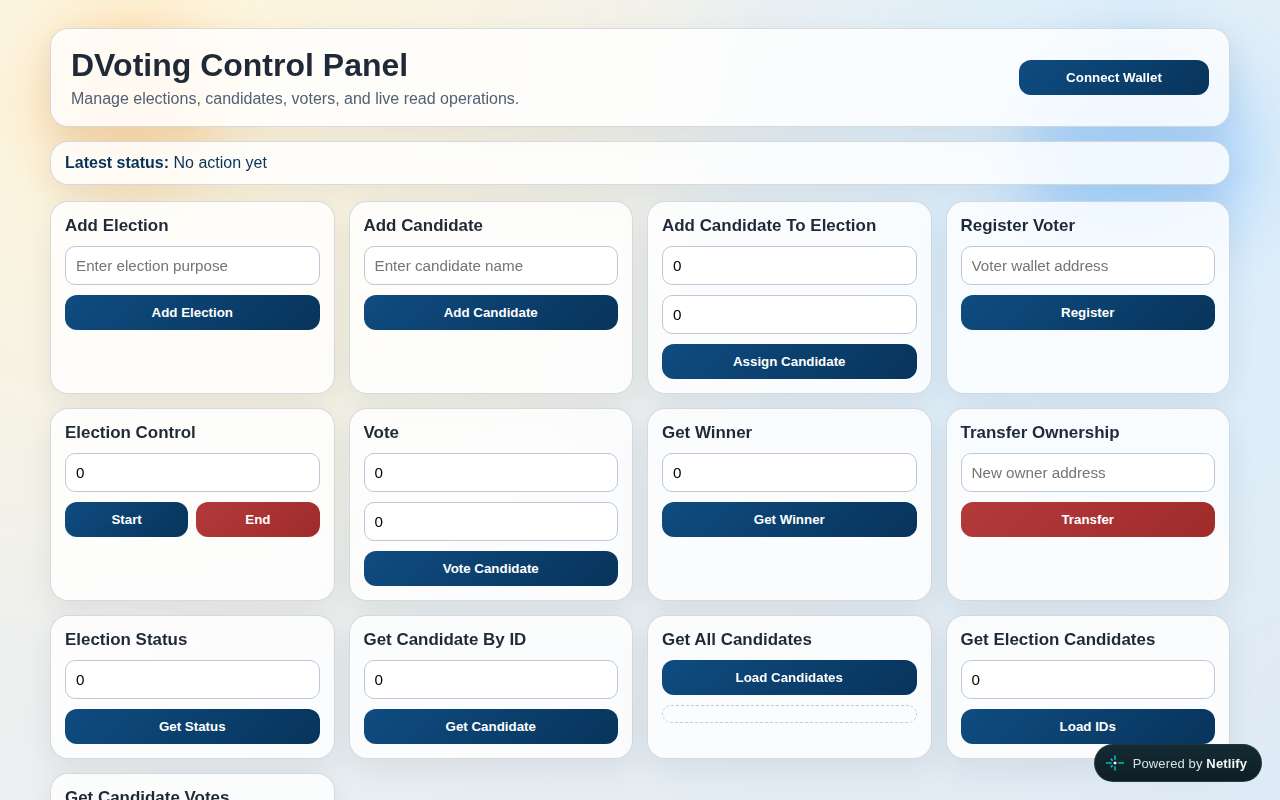 DVoting Control Panel
Manage elections, candidates, voters, and live read operations.
Connect Wallet
Latest status: No action yet
Add Election
Enter election purpose
Add Election
Add Candidate
Enter candidate name
Add Candidate
Add Candidate To Election
0
0
Assign Candidate
Register Voter
Voter wallet address
Register
Election Control
0
Start
End
Vote
0
0
Vote Candidate
Get Winner
0
Get Winner
Transfer Ownership
New owner address
Transfer
Election Status
0
Get Status
Get Candidate By ID
0
Get Candidate
Get All Candidates
Load Candidates
Get Election Candidates
0
Load IDs
Powered by Netlify
Get Candidate Votes